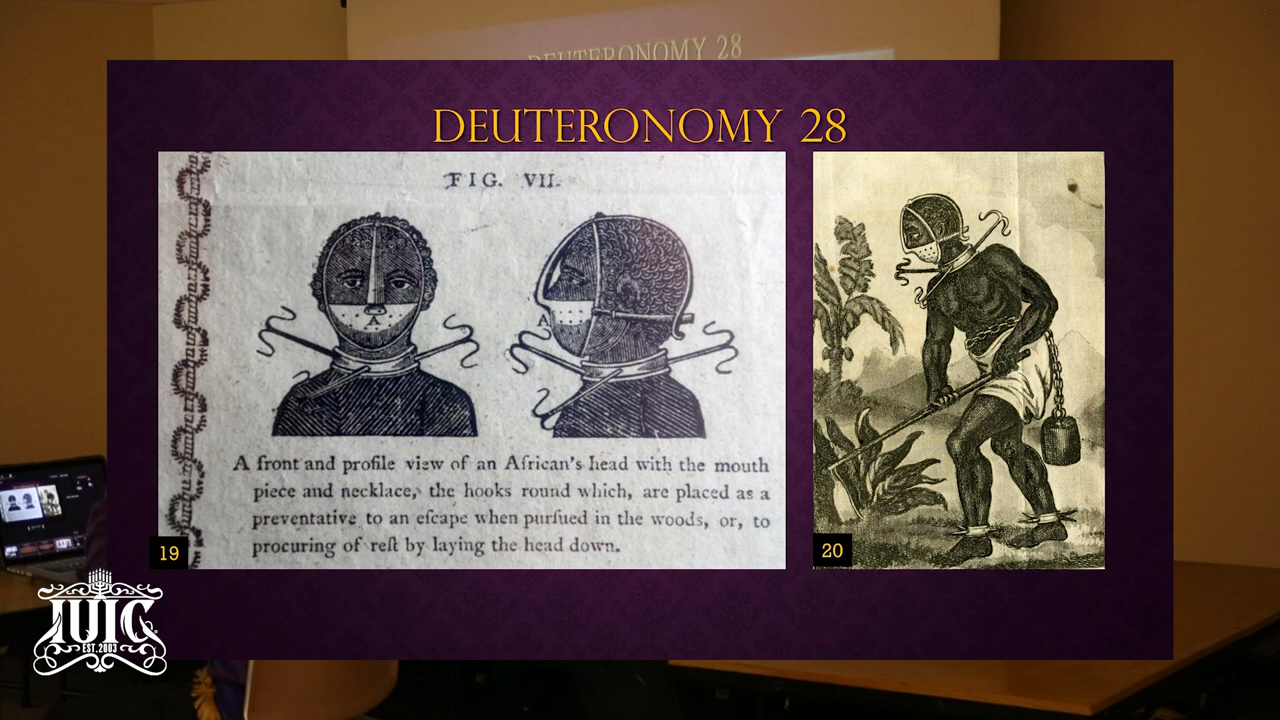 DEUTERONOMY 28
DEUTERONOMY 28
FIG. VII.
A
A
A front and profile view of an African's head with the mouth
piece and necklace, the hooks round which, are placed as a
preventative to an eſcape when purſued in the woods, or, to
procuring of reſt by laying the head down.
19
20
IUIC
EST. 2003